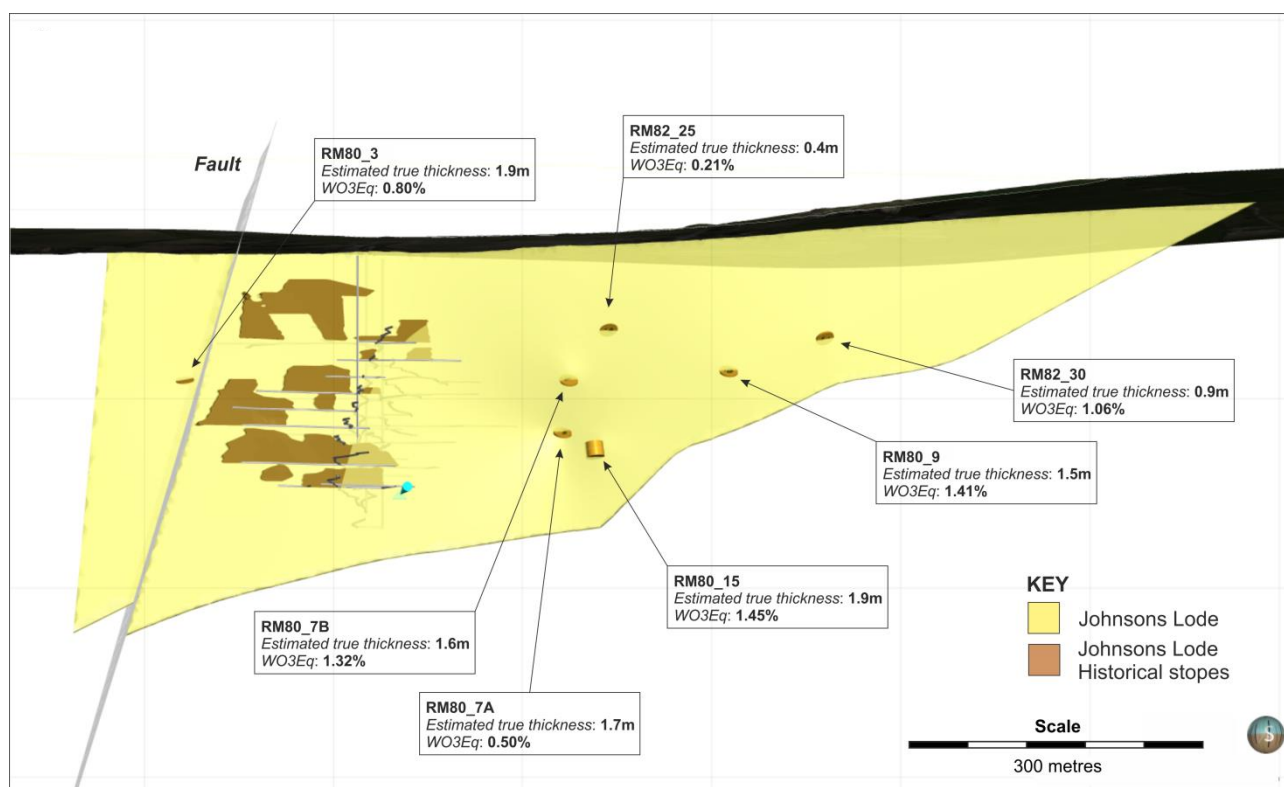 RM82_25
Estimated true thickness: 0.4m
WO3Eq: 0.21%
RM80_3
Estimated true thickness: 1.9m
WO3Eq: 0.80%
Fault
RM82_30
Estimated true thickness: 0.9m
WO3Eq: 1.06%
RM80_9
Estimated true thickness: 1.5m
WO3Eq: 1.41%
RM80_15
Estimated true thickness: 1.9m
WO3Eq: 1.45%
RM80_7B
Estimated true thickness: 1.6m
WO3Eq: 1.32%
RM80_7A
Estimated true thickness: 1.7m
WO3Eq: 0.50%
KEY
Johnsons Lode
Johnsons Lode
Historical stopes
Scale
300 metres
S